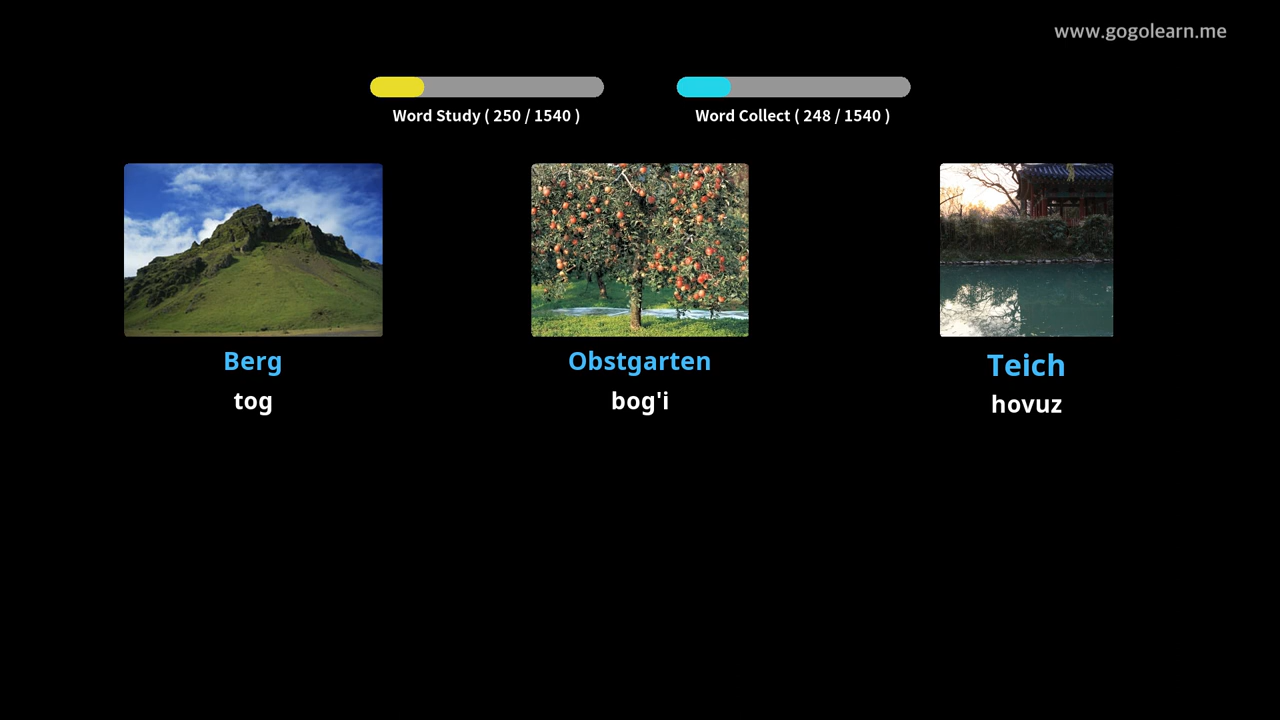 www.gogolearn.me
Word Study ( 250 / 1540 )
Word Collect ( 248 / 1540 )
Berg
Obstgarten
Teich
tog
bog'i
hovuz